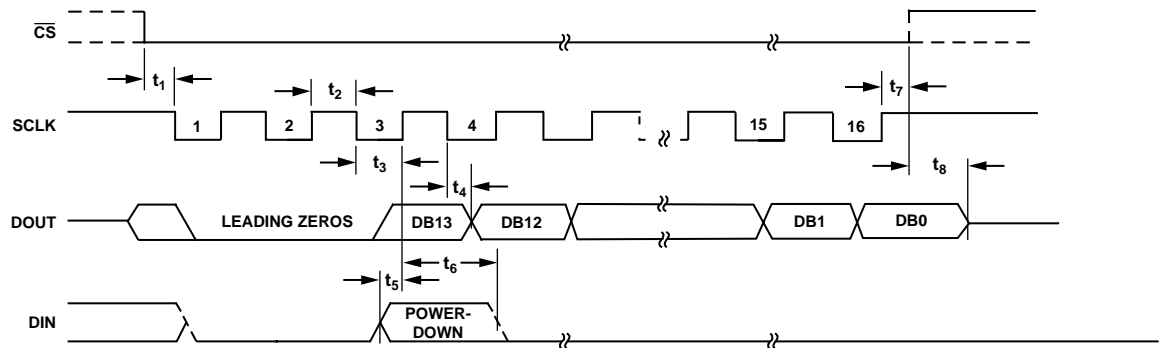 CS
t1
t2
t7
SCLK
1
2
3
4
15
16
t3
t4
t8
DOUT
LEADING ZEROS
DB13
DB12
DB1
DB0
t5
t6
DIN
POWER-
DOWN